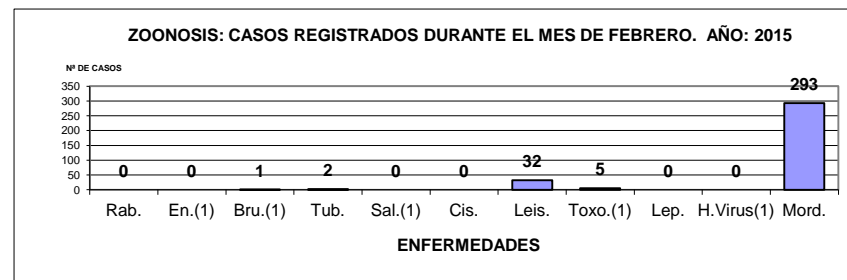 ZOONOSIS: CASOS REGISTRADOS DURANTE EL MES DE FEBRERO. AÑO: 2015
Nº DE CASOS
350
300
250
200
150
100
50
0
0 0 1 2 0 0 32 5 0 0 293
Rab. En.(1) Bru.(1) Tub. Sal.(1) Cis. Leis. Toxo.(1) Lep. H.Virus(1) Mord.
ENFERMEDADES